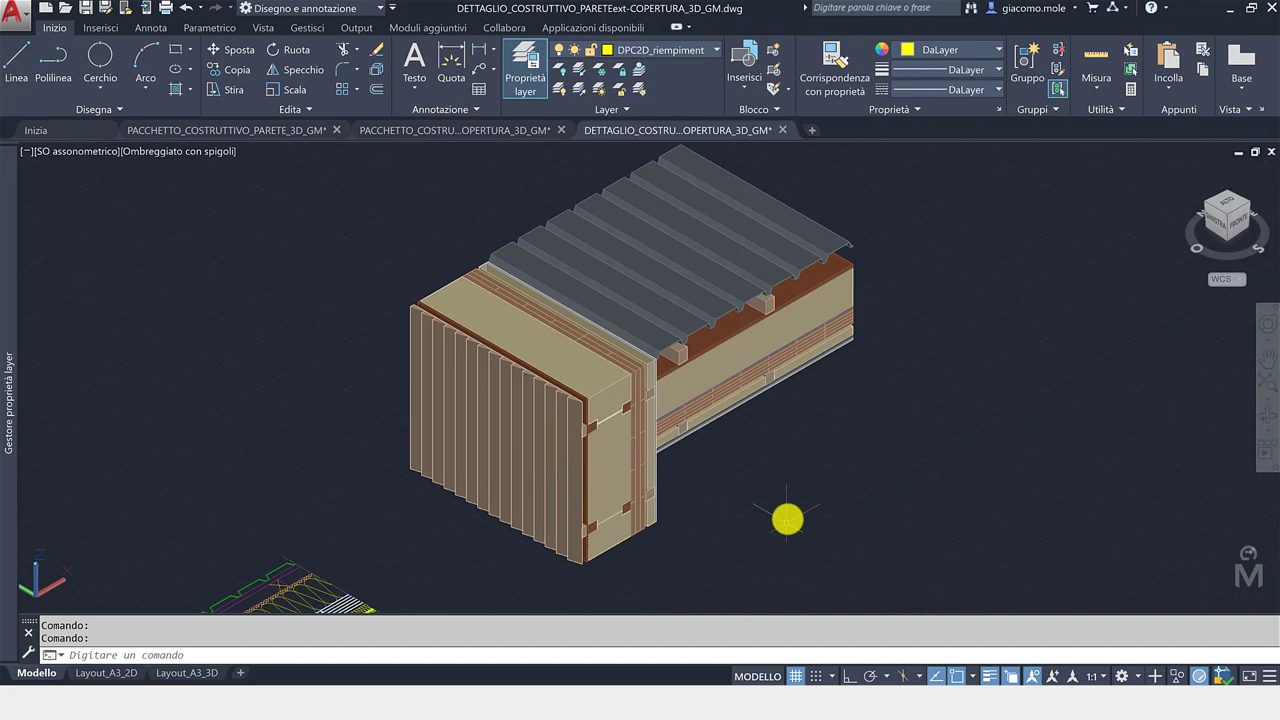 A Disegno e annotazione DETTAGLIO_COSTRUTTIVO_PARETEext-COPERTURA_3D_GM.dwg Digitare parola chiave o frase giacomo.mole
Inizio Inserisci Annota Parametrico Vista Gestisci Output Moduli aggiuntivi Collabora Applicazioni disponibili
Linea Polilinea Cerchio Arco Sposta Ruota Testo Quota Proprietà layer DPC2D_riempiment Inserisci Corrispondenza con proprietà DaLayer Gruppo Misura Incolla Base
Copia Specchio DaLayer
Stira Scala DaLayer
Disegna Edita Annotazione Layer Blocco Proprietà Gruppi Utilità Appunti Vista
Inizia PACCHETTO_COSTRUTTIVO_PARETE_3D_GM* PACCHETTO_COSTRU...OPERTURA_3D_GM* DETTAGLIO_COSTRU...OPERTURA_3D_GM*
[−][SO assonometrico][Ombreggiato con spigoli]
ALTO
SINISTRA FRONTE
N O S
WCS
Gestore proprietà layer
Z
X
M
Comando:
Comando:
Digitare un comando
Modello Layout_A3_2D Layout_A3_3D + MODELLO 1:1